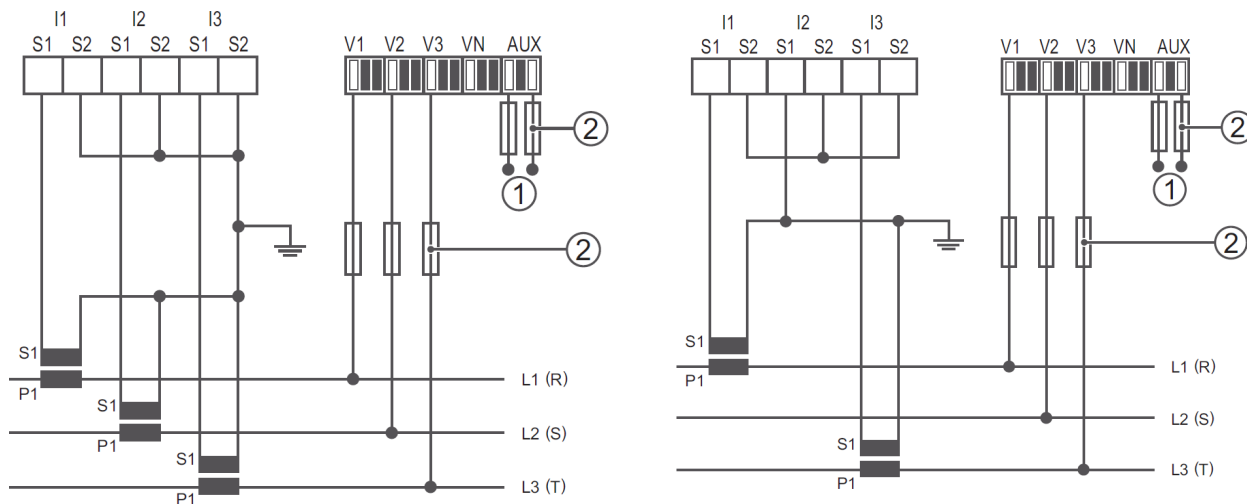 I1 I2 I3
S1 S2 S1 S2 S1 S2 V1 V2 V3 VN AUX
2
1
2
S1
P1
L1 (R)
S1
P1
L2 (S)
S1
P1
L3 (T)
I1 I2 I3
S1 S2 S1 S2 S1 S2 V1 V2 V3 VN AUX
2
1
2
S1
P1
L1 (R)
L2 (S)
S1
P1
L3 (T)